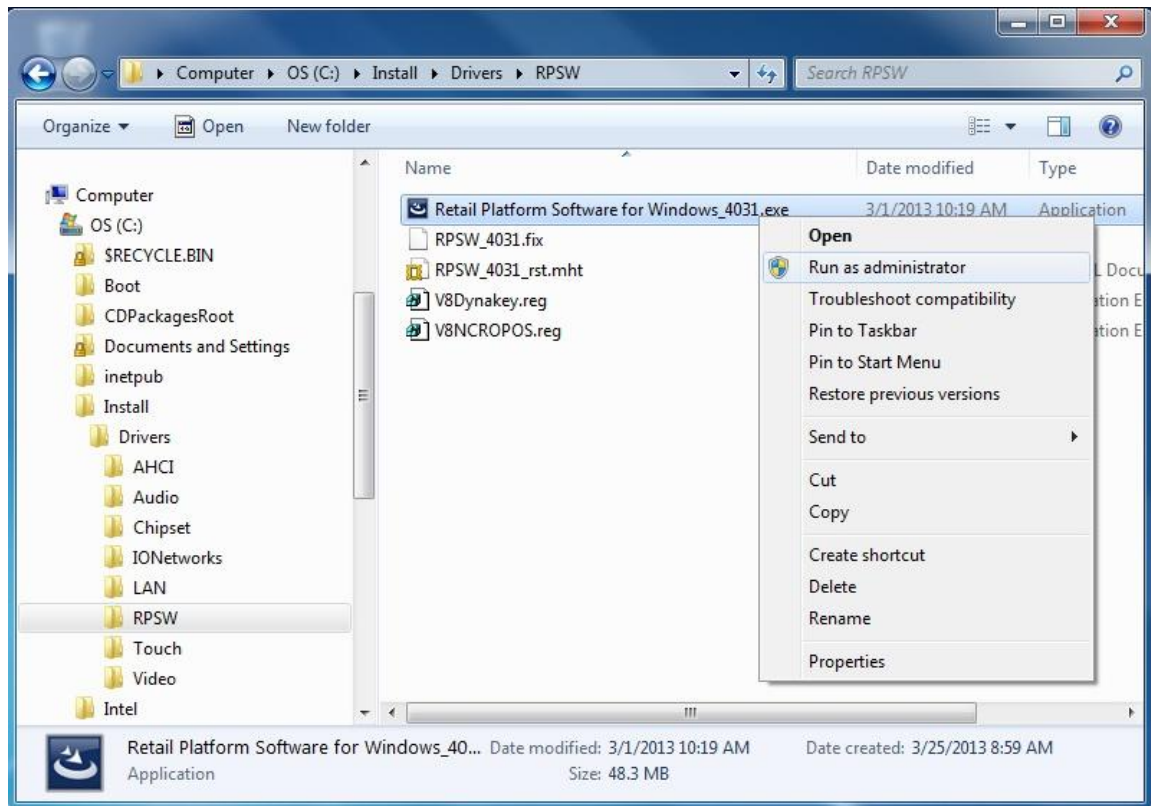 Computer ▸ OS (C:) ▸ Install ▸ Drivers ▸ RPSW
Search RPSW
Organize Open New folder
Name Date modified Type
Computer
OS (C:)
$RECYCLE.BIN
Boot
CDPackagesRoot
Documents and Settings
inetpub
Install
Drivers
AHCI
Audio
Chipset
IONetworks
LAN
RPSW
Touch
Video
Intel
Retail Platform Software for Windows_4031.exe 3/1/2013 10:19 AM Application
RPSW_4031.fix
RPSW_4031_rst.mht L Docu
V8Dynakey.reg ation E
V8NCROPOS.reg ation E
Open
Run as administrator
Troubleshoot compatibility
Pin to Taskbar
Pin to Start Menu
Restore previous versions
Send to
Cut
Copy
Create shortcut
Delete
Rename
Properties
Retail Platform Software for Windows_40... Date modified: 3/1/2013 10:19 AM Date created: 3/25/2013 8:59 AM
Application Size: 48.3 MB